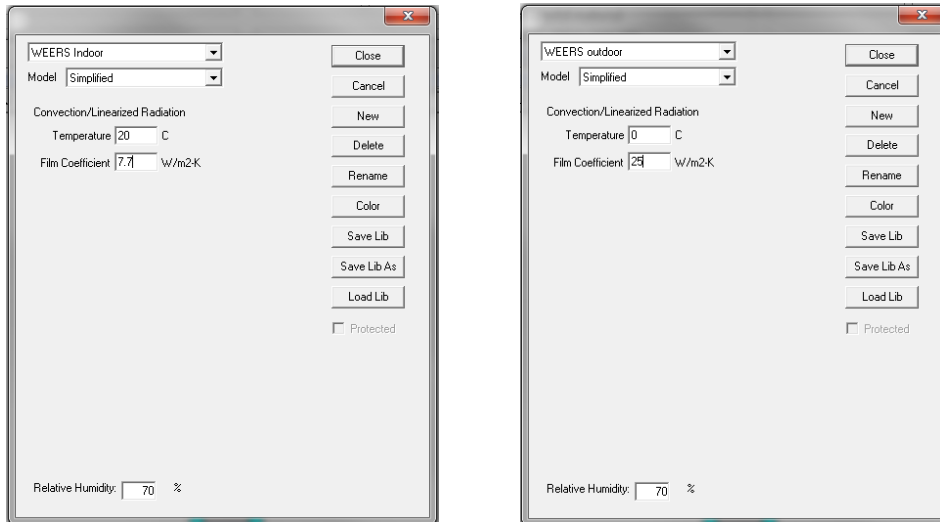 WEERS Indoor
Model Simplified
Convection/Linearized Radiation
Temperature 20 C
Film Coefficient 7.7 W/m2-K
Close
Cancel
New
Delete
Rename
Color
Save Lib
Save Lib As
Load Lib
Protected
Relative Humidity: 70 %
WEERS outdoor
Model Simplified
Convection/Linearized Radiation
Temperature 0 C
Film Coefficient 25 W/m2-K
Close
Cancel
New
Delete
Rename
Color
Save Lib
Save Lib As
Load Lib
Protected
Relative Humidity: 70 %